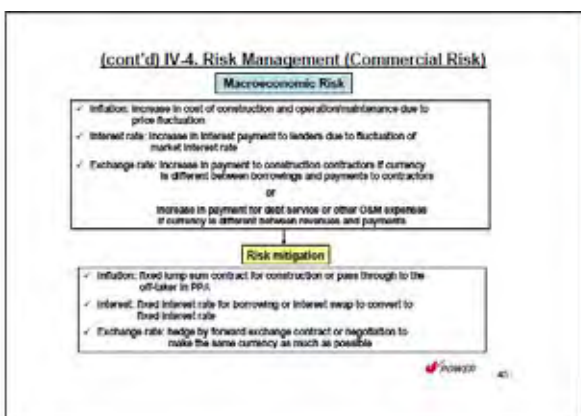 (cont'd) IV-4. Risk Management (Commercial Risk)
Macroeconomic Risk
✓ Inflation: Increase in cost of construction and operation/maintenance due to
price fluctuation
✓ Interest rate: Increase in interest payment to lenders due to fluctuation of
market interest rate
✓ Exchange rate: Increase in payment to construction contractors if currency
is different between borrowings and payments to contractors
or
Increase in payment for debt service or other O&M expenses
if currency is different between revenues and payments
Risk mitigation
✓ Inflation: fixed lump sum contract for construction or pass through to the
off-taker in PPA
✓ Interest: fixed interest rate for borrowing or interest swap to convert to
fixed interest rate
✓ Exchange rate: hedge by forward exchange contract or negotiation to
make the same currency as much as possible
POWER